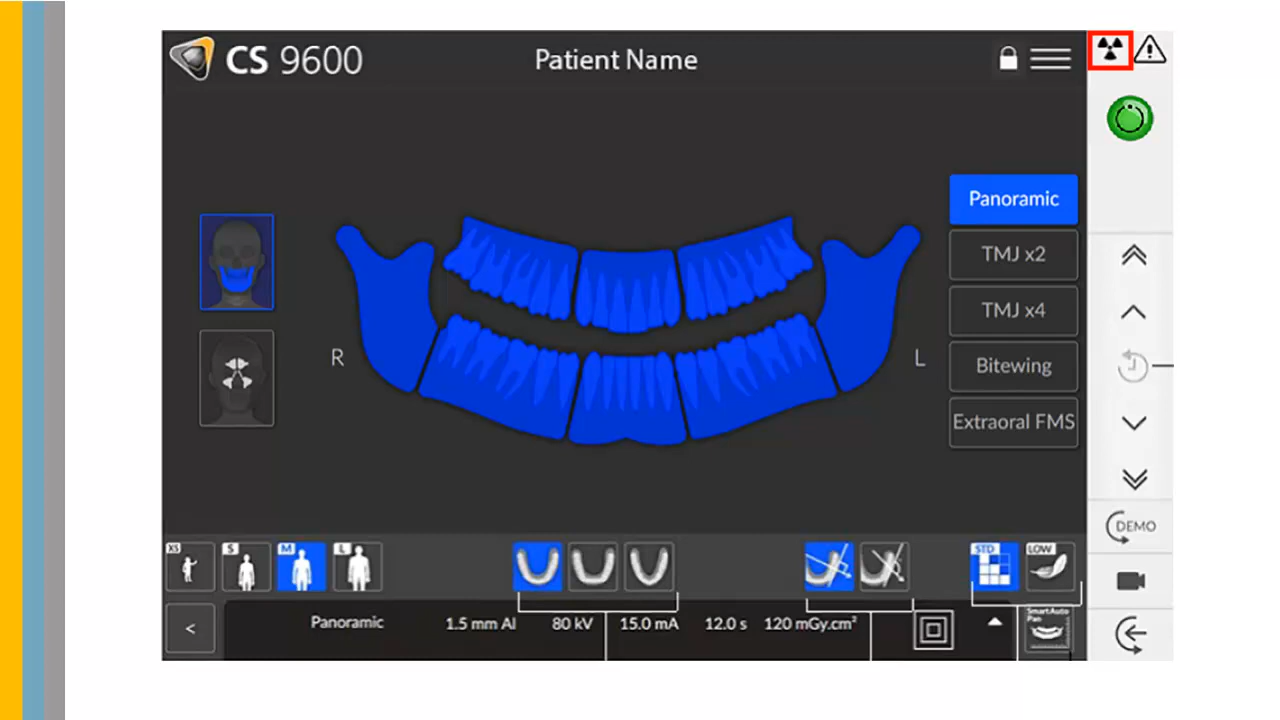 CS 9600
Patient Name
Panoramic
TMJ x2
TMJ x4
R
L
Bitewing
Extraoral FMS
DEMO
XS
S
M
L
STD
LOW
<
Panoramic 1.5 mm Al 80 kV 15.0 mA 12.0 s 120 mGy.cm²
SmartAuto
Pan